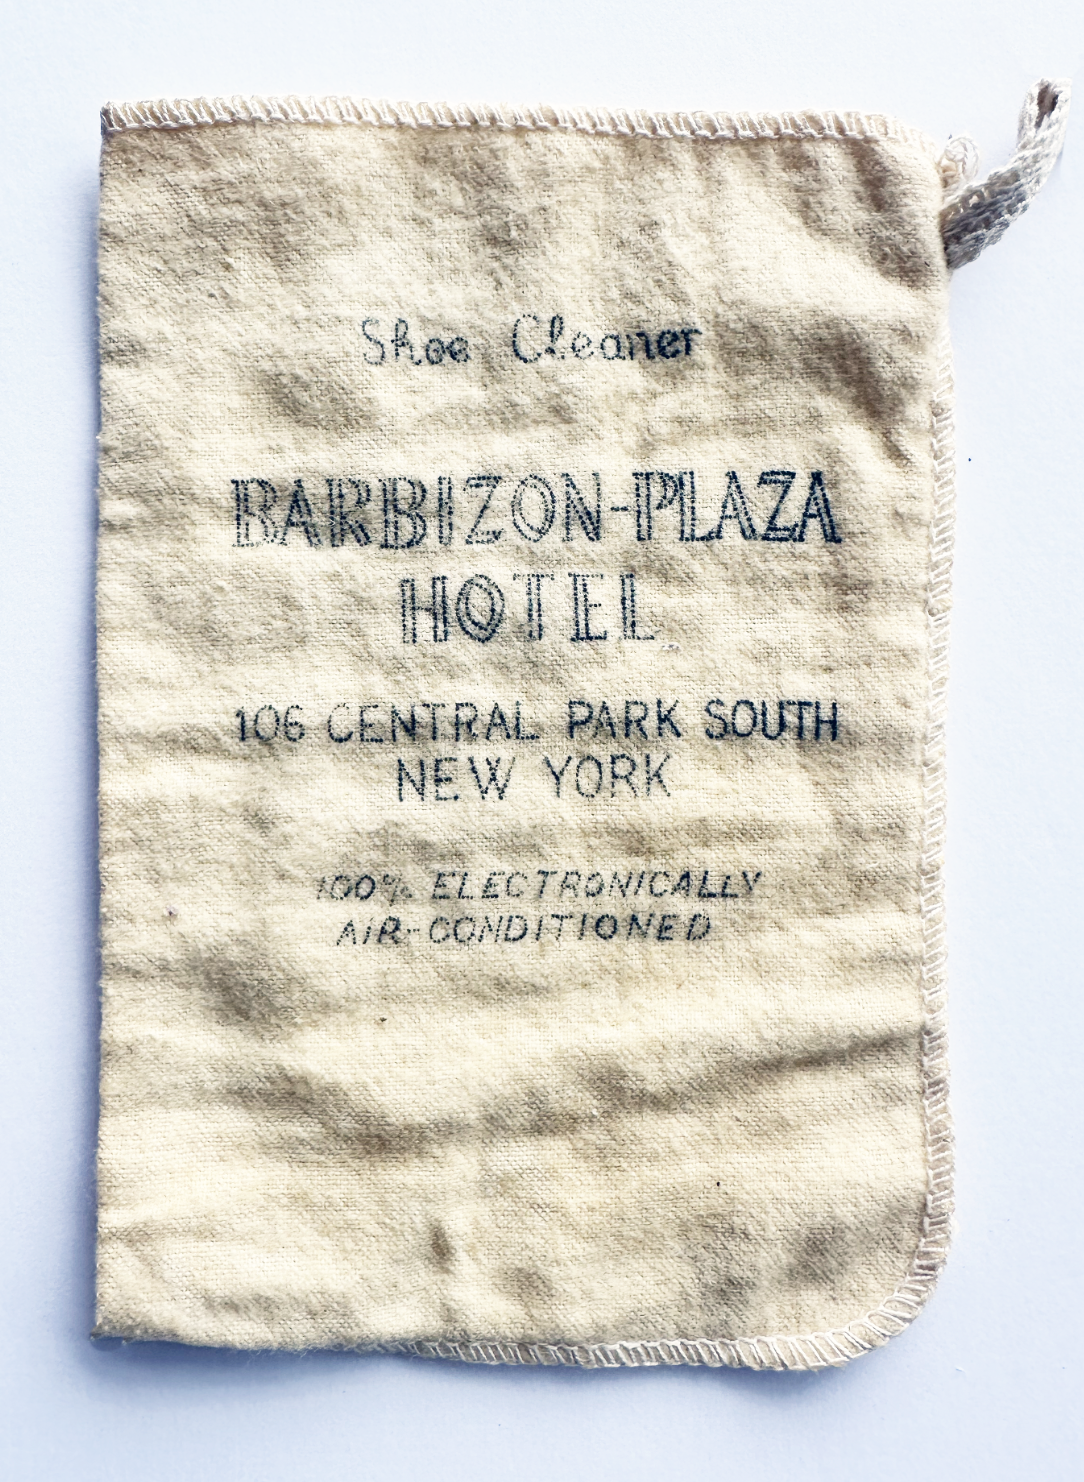 Shoe Cleaner
BARBIZON-PLAZA
HOTEL
106 CENTRAL PARK SOUTH
NEW YORK
100% ELECTRONICALLY
AIR-CONDITIONED